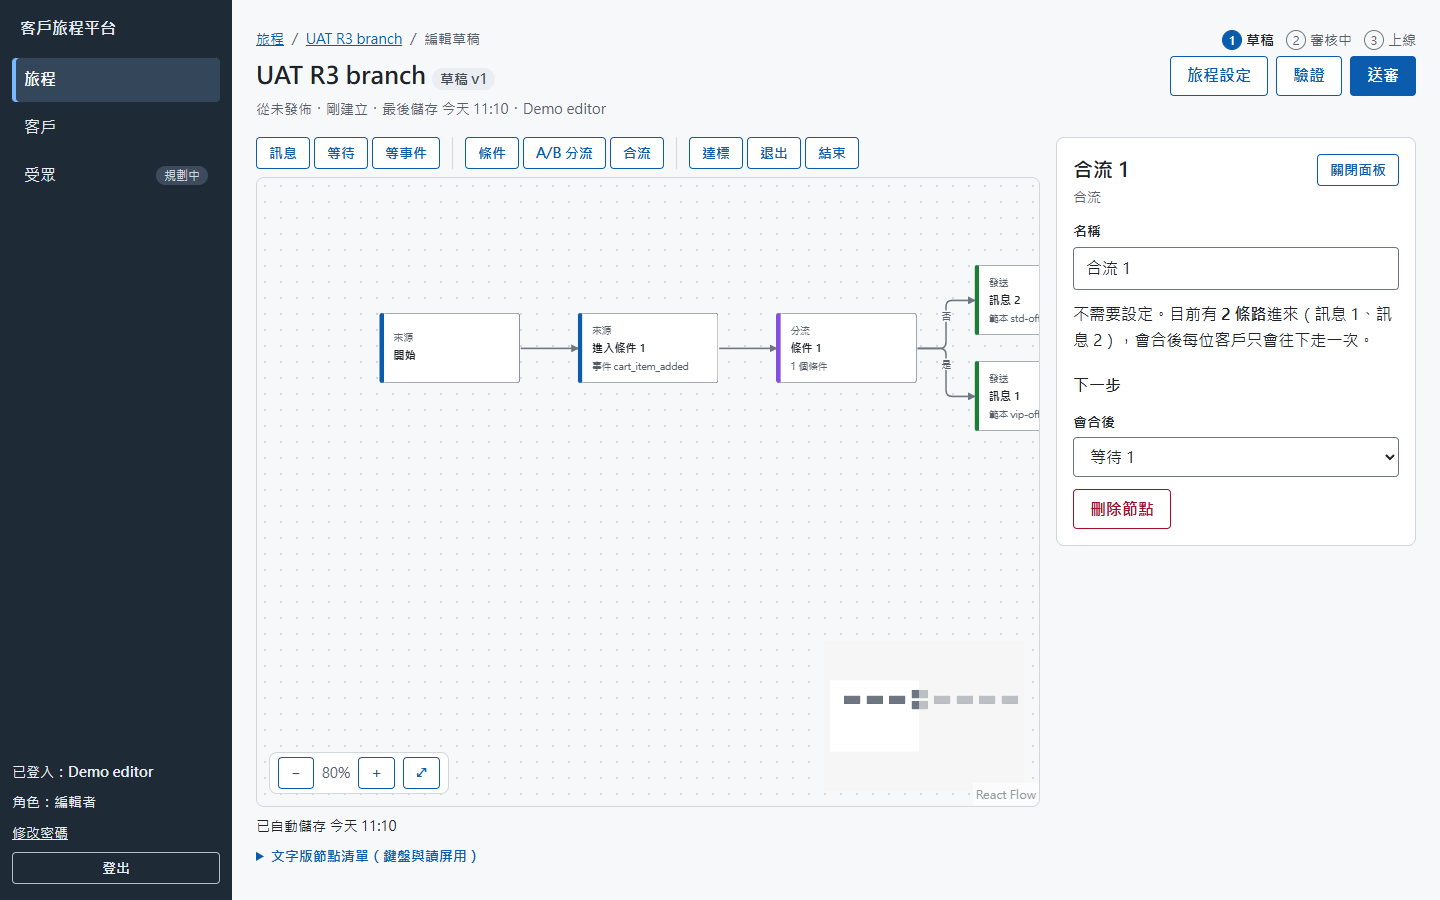 客戶旅程平台
旅程
客戶
受眾 規劃中
已登入：Demo editor
角色：編輯者
修改密碼
登出
旅程 / UAT R3 branch / 編輯草稿
UAT R3 branch 草稿 v1
從未發佈 · 剛建立 · 最後儲存 今天 11:10 · Demo editor
1 草稿 2 審核中 3 上線
旅程設定 驗證 送審
訊息 等待 等事件 條件 A/B 分流 合流 達標 退出 結束
來源
開始
來源
進入條件 1
事件 cart_item_added
分流
條件 1
1 個條件
否
是
發送
訊息 2
範本 std-off
發送
訊息 1
範本 vip-off
− 80% +
React Flow
已自動儲存 今天 11:10
文字版節點清單（鍵盤與讀屏用）
合流 1
關閉面板
合流
名稱
合流 1
不需要設定。目前有 2 條路進來（訊息 1、訊
息 2），會合後每位客戶只會往下走一次。
下一步
會合後
等待 1
刪除節點